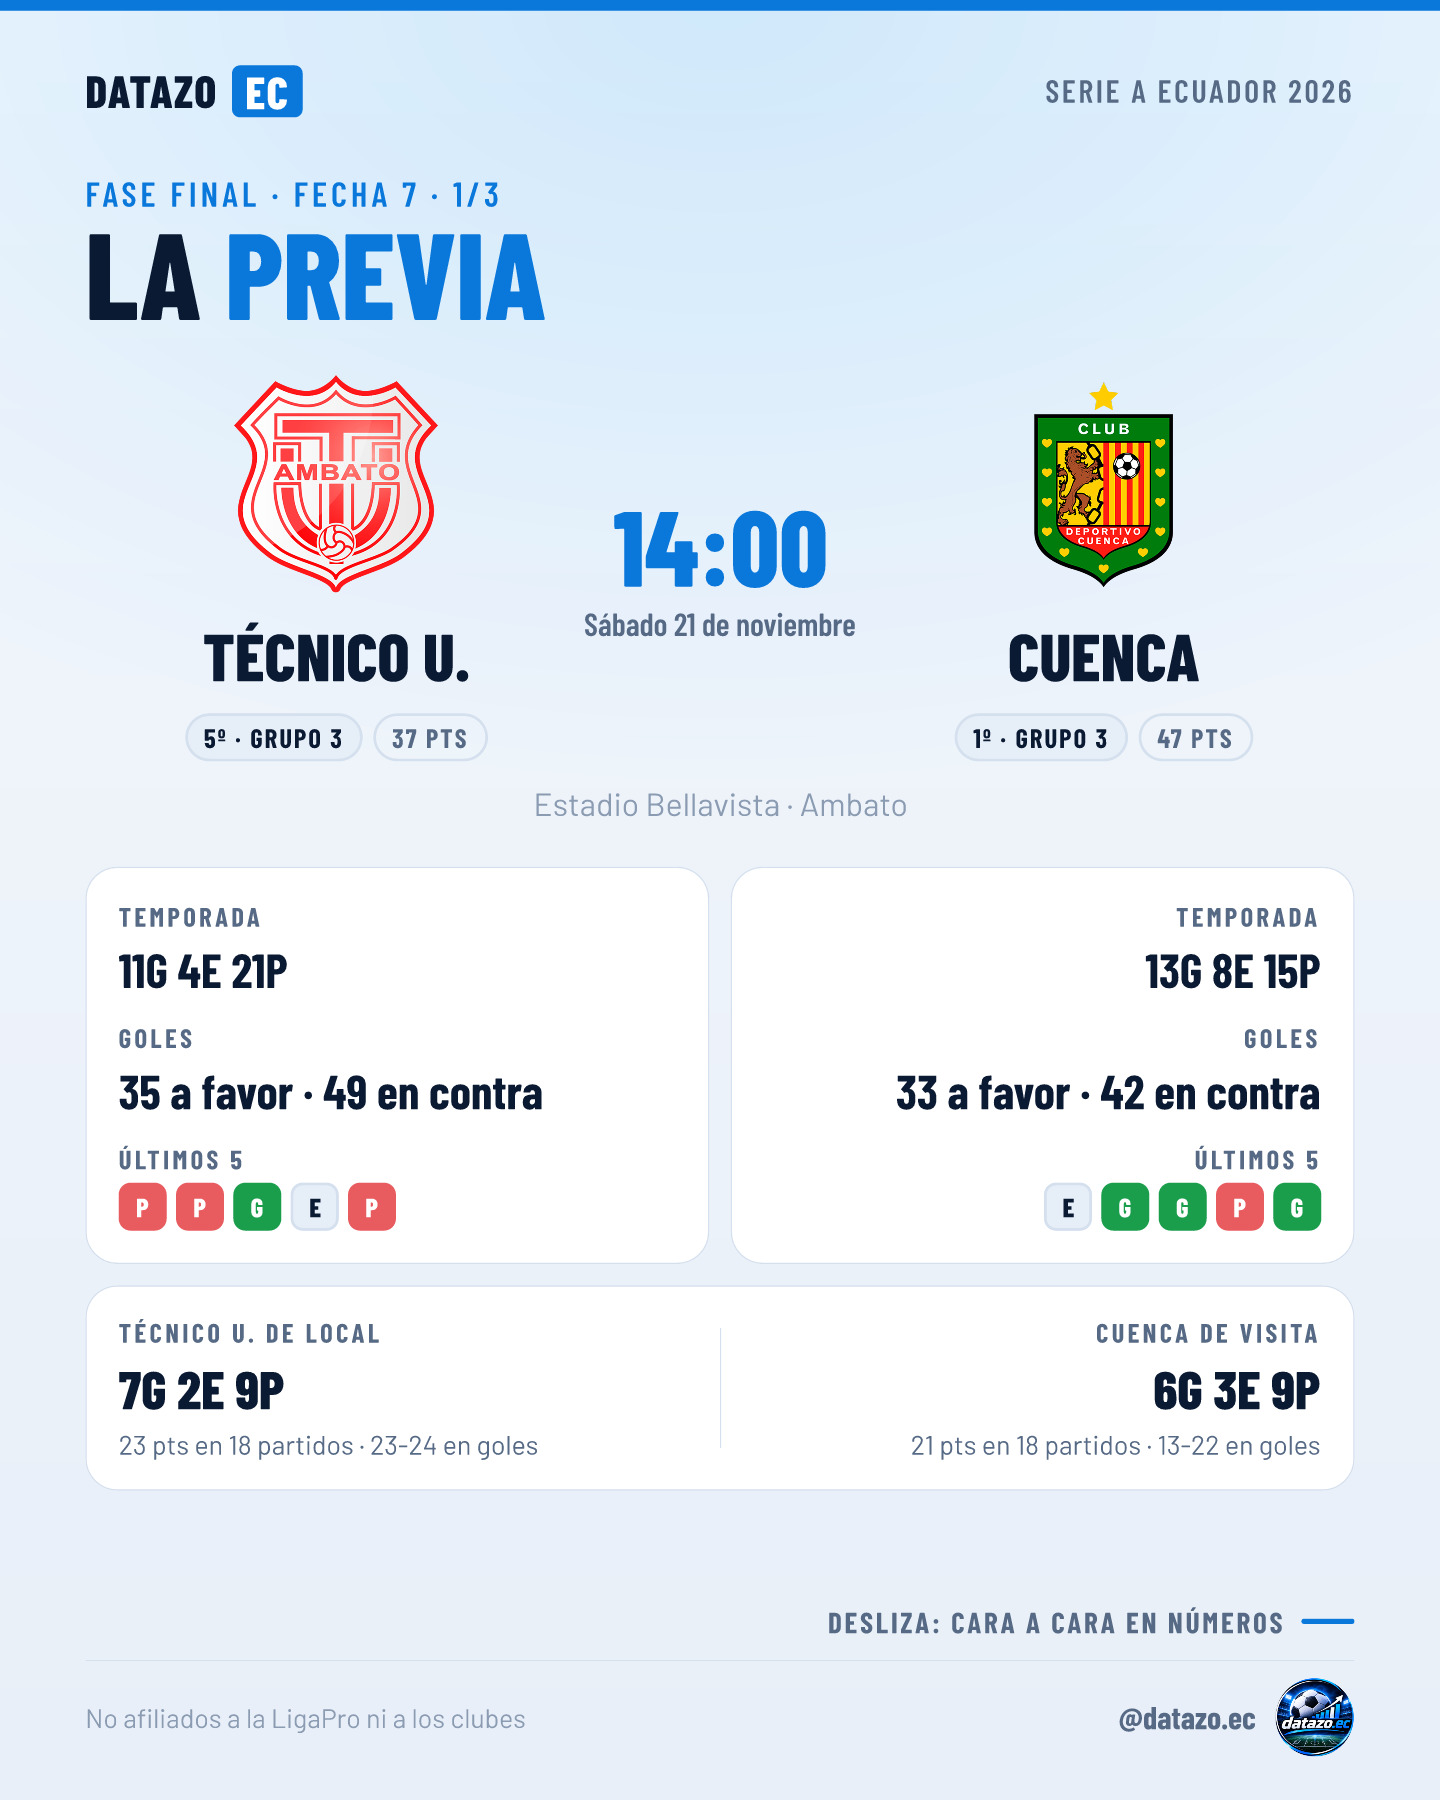 DATAZO EC
SERIE A ECUADOR 2026
FASE FINAL · FECHA 7 · 1/3
LA PREVIA
AMBATO
CLUB
DEPORTIVO
CUENCA
14:00
Sábado 21 de noviembre
TÉCNICO U.
CUENCA
5º · GRUPO 3
37 PTS
1º · GRUPO 3
47 PTS
Estadio Bellavista · Ambato
TEMPORADA
11G 4E 21P
GOLES
35 a favor · 49 en contra
ÚLTIMOS 5
P P G E P
TEMPORADA
13G 8E 15P
GOLES
33 a favor · 42 en contra
ÚLTIMOS 5
E G G P G
TÉCNICO U. DE LOCAL
7G 2E 9P
23 pts en 18 partidos · 23-24 en goles
CUENCA DE VISITA
6G 3E 9P
21 pts en 18 partidos · 13-22 en goles
DESLIZA: CARA A CARA EN NÚMEROS
No afiliados a la LigaPro ni a los clubes
@datazo.ec
datazo.ec